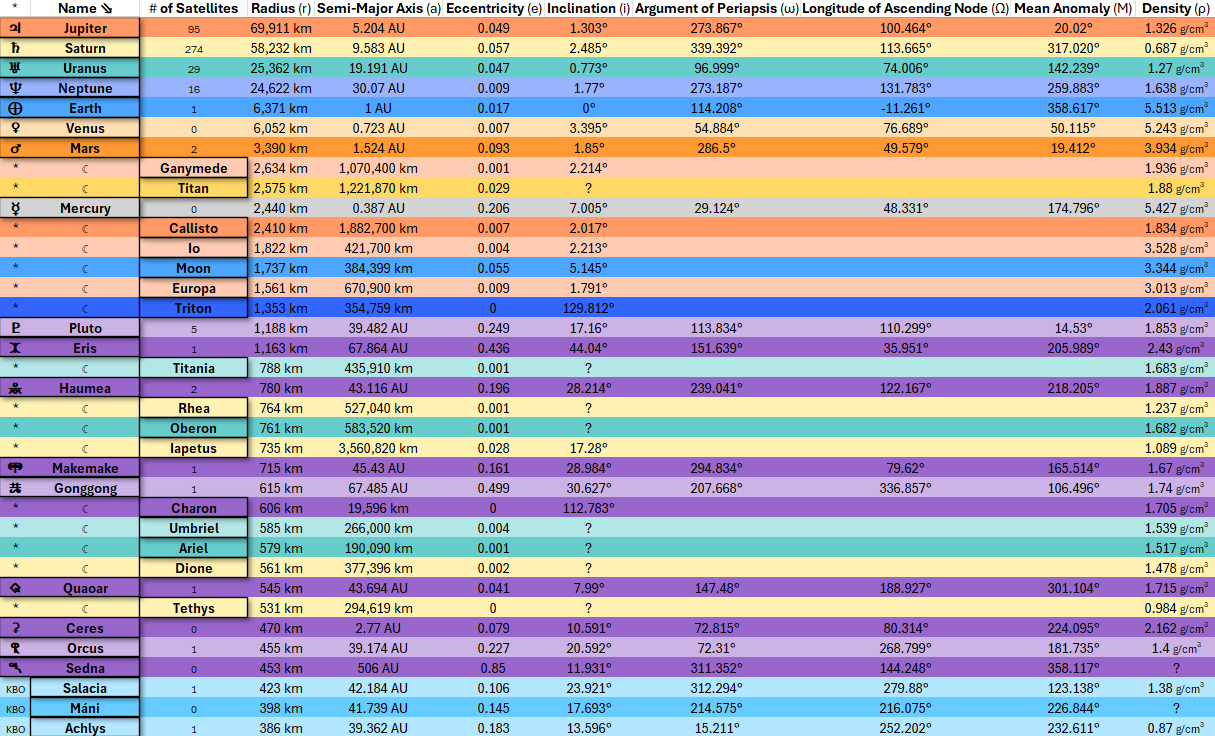 * Name ⇘ # of Satellites Radius (r) Semi-Major Axis (a) Eccentricity (e) Inclination (i) Argument of Periapsis (ω) Longitude of Ascending Node (Ω) Mean Anomaly (M) Density (ρ)
♃ Jupiter 95 69,911 km 5.204 AU 0.049 1.303° 273.867° 100.464° 20.02° 1.326 g/cm³
♄ Saturn 274 58,232 km 9.583 AU 0.057 2.485° 339.392° 113.665° 317.020° 0.687 g/cm³
♅ Uranus 29 25,362 km 19.191 AU 0.047 0.773° 96.999° 74.006° 142.239° 1.27 g/cm³
♆ Neptune 16 24,622 km 30.07 AU 0.009 1.77° 273.187° 131.783° 259.883° 1.638 g/cm³
🜨 Earth 1 6,371 km 1 AU 0.017 0° 114.208° -11.261° 358.617° 5.513 g/cm³
♀ Venus 0 6,052 km 0.723 AU 0.007 3.395° 54.884° 76.689° 50.115° 5.243 g/cm³
♂ Mars 2 3,390 km 1.524 AU 0.093 1.85° 286.5° 49.579° 19.412° 3.934 g/cm³
* ☾ Ganymede 2,634 km 1,070,400 km 0.001 2.214° 1.936 g/cm³
* ☾ Titan 2,575 km 1,221,870 km 0.029 ? 1.88 g/cm³
☿ Mercury 0 2,440 km 0.387 AU 0.206 7.005° 29.124° 48.331° 174.796° 5.427 g/cm³
* ☾ Callisto 2,410 km 1,882,700 km 0.007 2.017° 1.834 g/cm³
* ☾ Io 1,822 km 421,700 km 0.004 2.213° 3.528 g/cm³
* ☾ Moon 1,737 km 384,399 km 0.055 5.145° 3.344 g/cm³
* ☾ Europa 1,561 km 670,900 km 0.009 1.791° 3.013 g/cm³
* ☾ Triton 1,353 km 354,759 km 0 129.812° 2.061 g/cm³
♇ Pluto 5 1,188 km 39.482 AU 0.249 17.16° 113.834° 110.299° 14.53° 1.853 g/cm³
Eris 1 1,163 km 67.864 AU 0.436 44.04° 151.639° 35.951° 205.989° 2.43 g/cm³
* ☾ Titania 788 km 435,910 km 0.001 ? 1.683 g/cm³
Haumea 2 780 km 43.116 AU 0.196 28.214° 239.041° 122.167° 218.205° 1.887 g/cm³
* ☾ Rhea 764 km 527,040 km 0.001 ? 1.237 g/cm³
* ☾ Oberon 761 km 583,520 km 0.001 ? 1.682 g/cm³
* ☾ Iapetus 735 km 3,560,820 km 0.028 17.28° 1.089 g/cm³
Makemake 1 715 km 45.43 AU 0.161 28.984° 294.834° 79.62° 165.514° 1.67 g/cm³
Gonggong 1 615 km 67.485 AU 0.499 30.627° 207.668° 336.857° 106.496° 1.74 g/cm³
* ☾ Charon 606 km 19,596 km 0 112.783° 1.705 g/cm³
* ☾ Umbriel 585 km 266,000 km 0.004 ? 1.539 g/cm³
* ☾ Ariel 579 km 190,090 km 0.001 ? 1.517 g/cm³
* ☾ Dione 561 km 377,396 km 0.002 ? 1.478 g/cm³
Quaoar 1 545 km 43.694 AU 0.041 7.99° 147.48° 188.927° 301.104° 1.715 g/cm³
* ☾ Tethys 531 km 294,619 km 0 ? 0.984 g/cm³
⚳ Ceres 0 470 km 2.77 AU 0.079 10.591° 72.815° 80.314° 224.095° 2.162 g/cm³
Orcus 1 455 km 39.174 AU 0.227 20.592° 72.31° 268.799° 181.735° 1.4 g/cm³
Sedna 0 453 km 506 AU 0.85 11.931° 311.352° 144.248° 358.117° ?
KBO Salacia 1 423 km 42.184 AU 0.106 23.921° 312.294° 279.88° 123.138° 1.38 g/cm³
KBO Máni 0 398 km 41.739 AU 0.145 17.693° 214.575° 216.075° 226.844° ?
KBO Achlys 1 386 km 39.362 AU 0.183 13.596° 15.211° 252.202° 232.611° 0.87 g/cm³